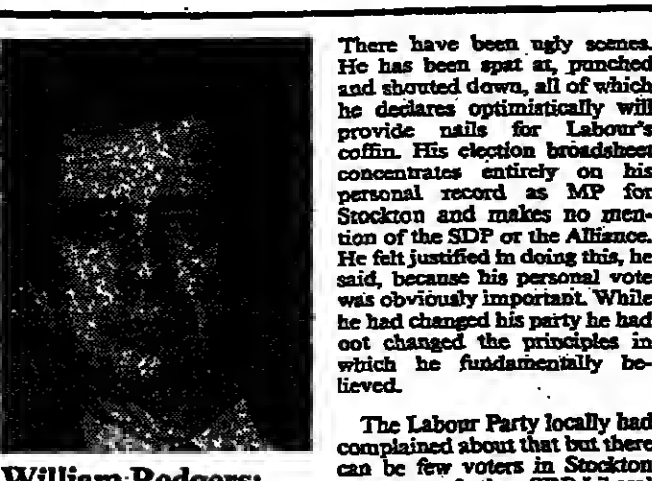 There have been ugly scenes.
He has been spat at, punched
and shouted down, all of which
he declares optimistically will
provide nails for Labour's
coffin. His election broadsheet
concentrates entirely on his
personal record as MP for
Stockton and makes no men-
tion of the SDP or the Alliance.
He felt justified in doing this, he
said, because his personal vote
was obviously important. While
he had changed his party he had
not changed the principles in
which he fundamentally be-
lieved.
The Labour Party locally had
complained about that but there
can be few voters in Stockton
William Rodgers: